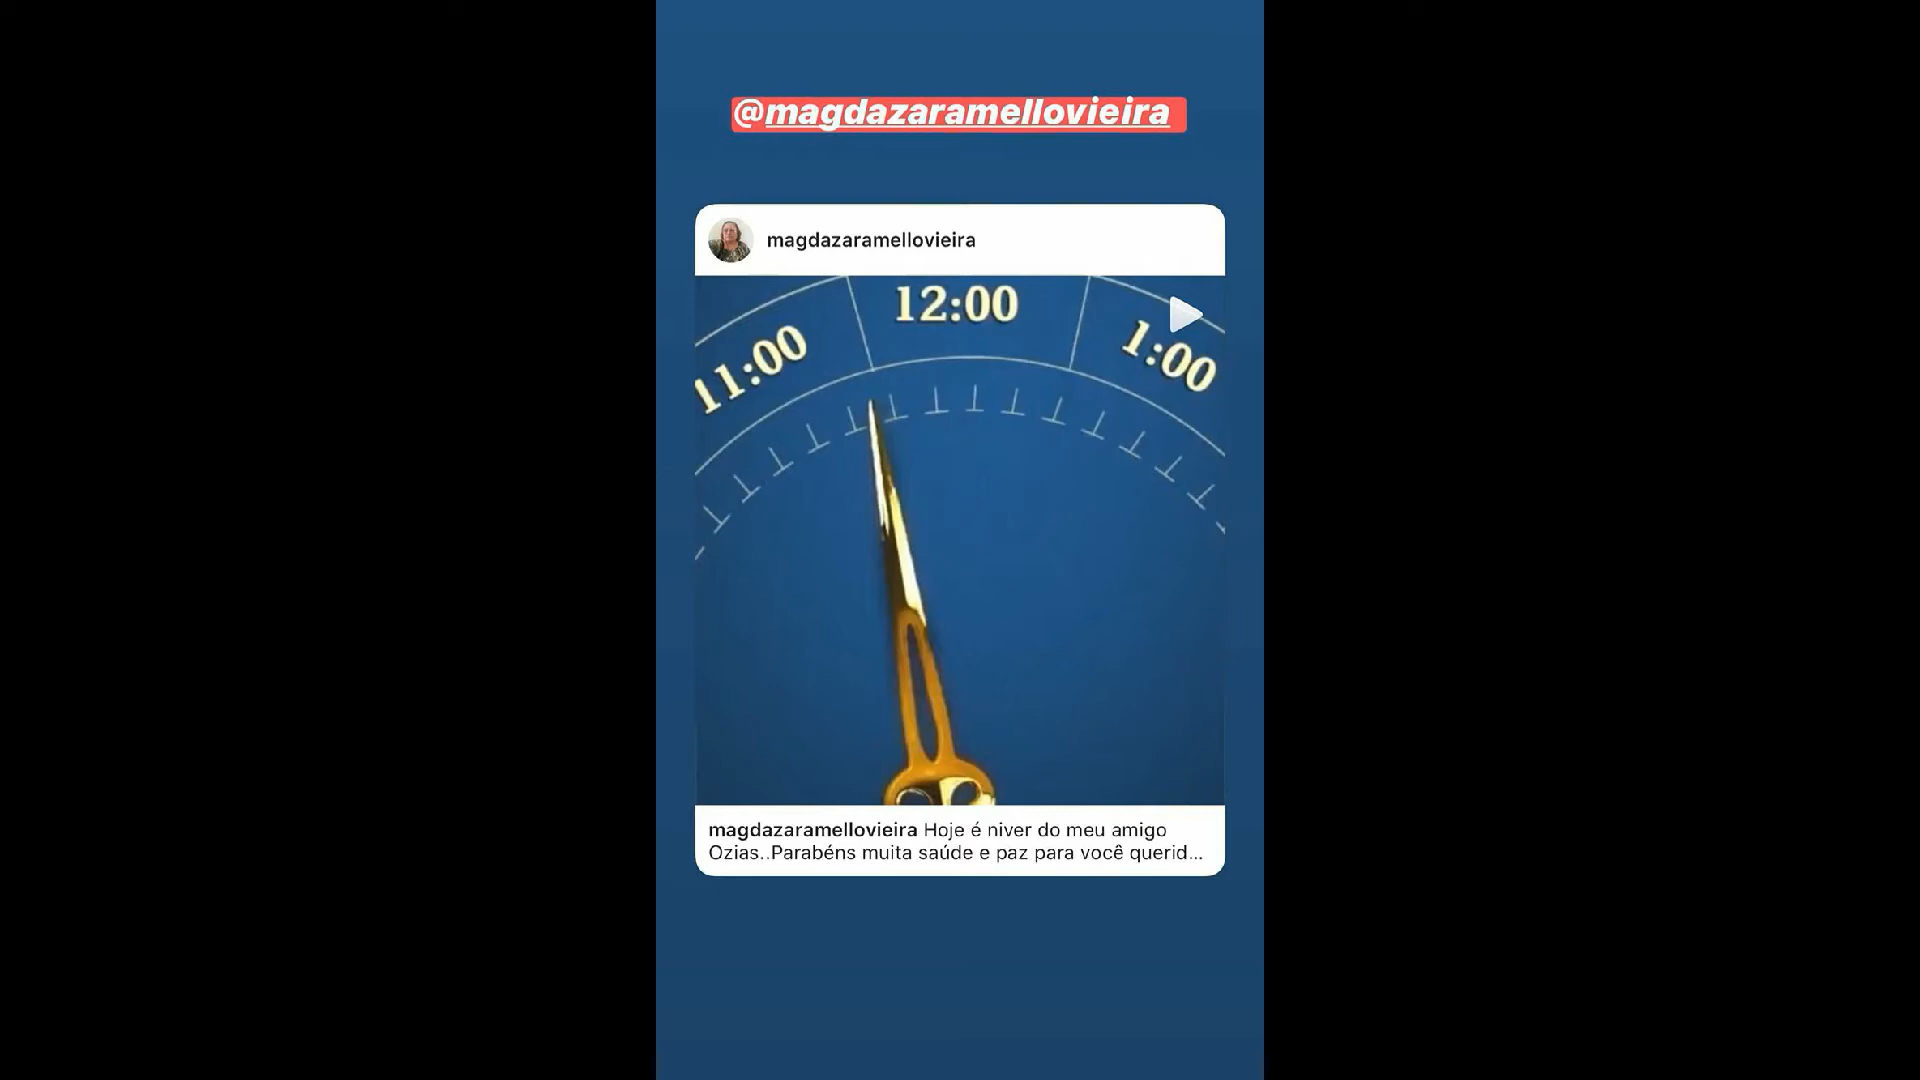 @magdazaramellovieira
magdazaramellovieira
12:00
11:00
1:00
magdazaramellovieira Hoje é niver do meu amigo
Ozias..Parabéns muita saúde e paz para você querid...